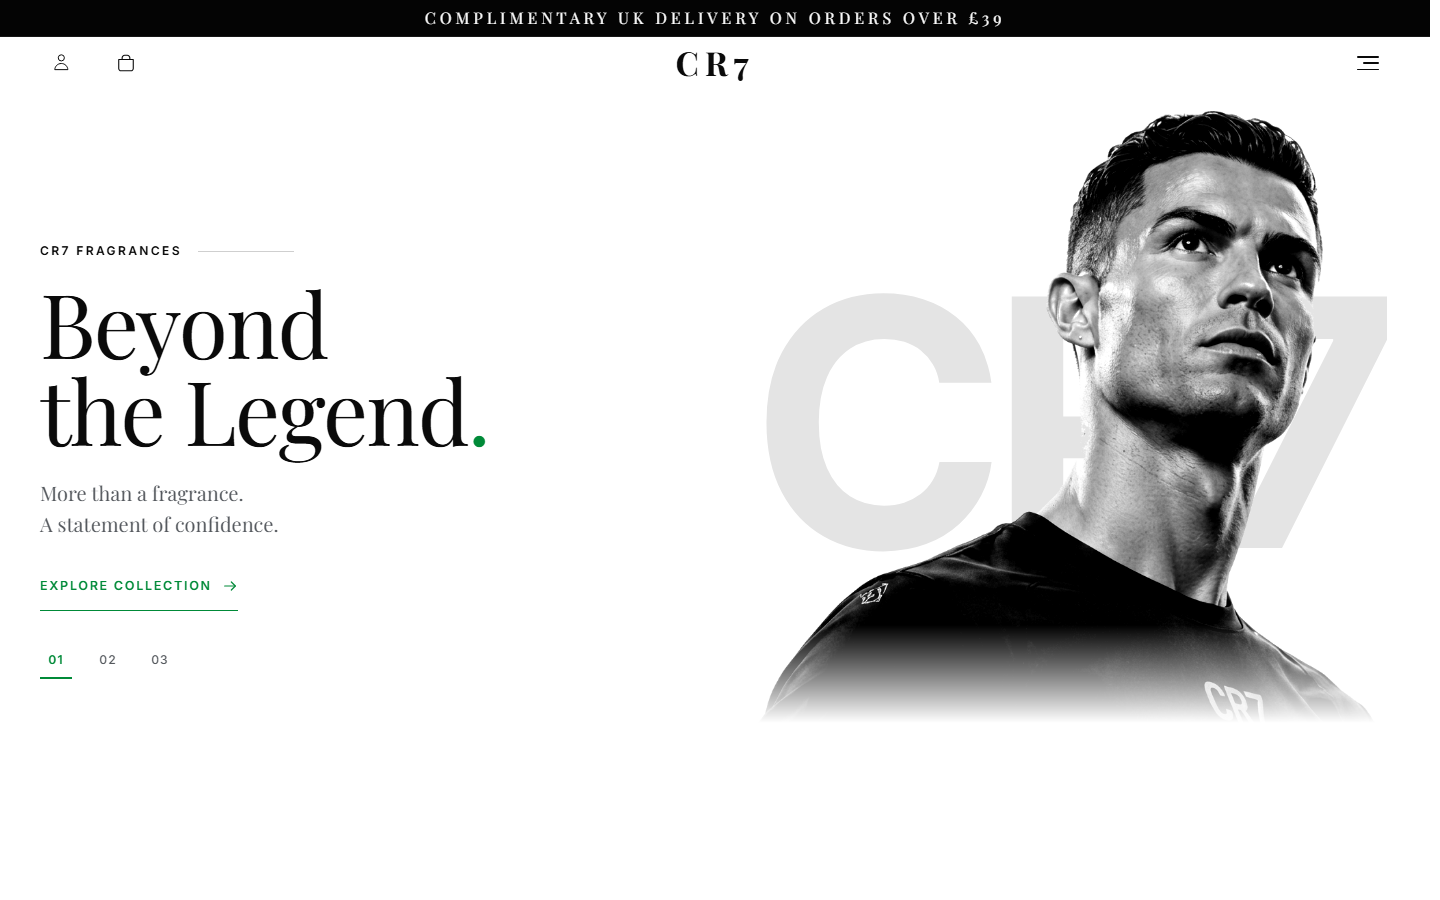 COMPLIMENTARY UK DELIVERY ON ORDERS OVER £39
CR7
CR7 FRAGRANCES
Beyond
the Legend.
More than a fragrance.
A statement of confidence.
EXPLORE COLLECTION →
01 02 03
CR7
CR7